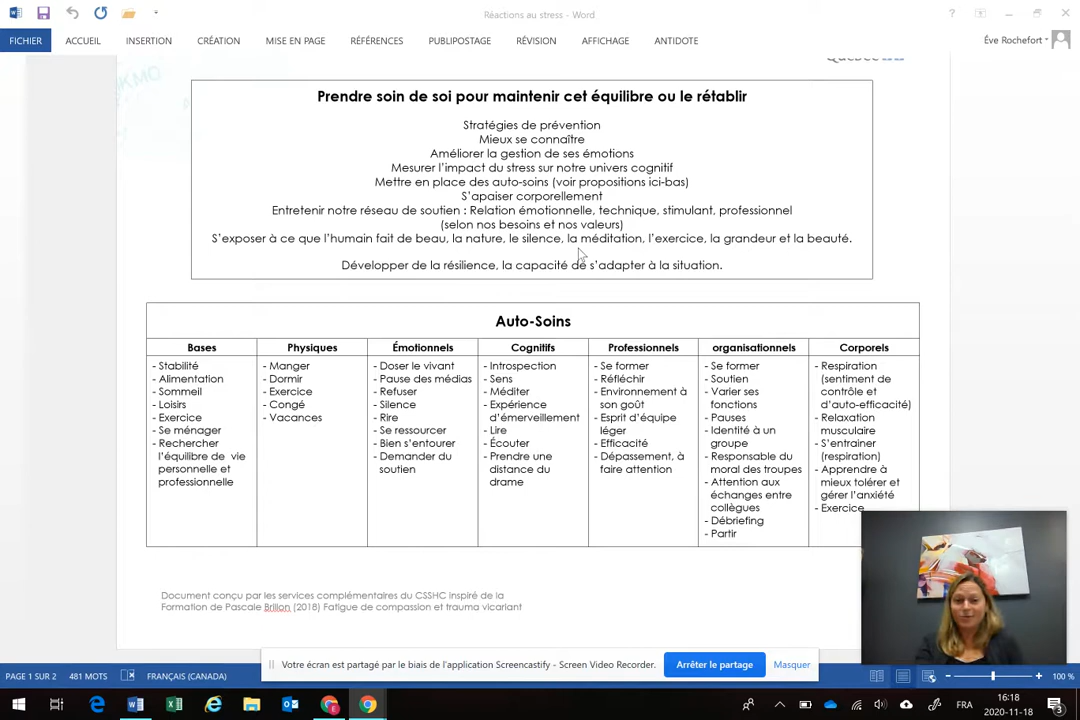 Réactions au stress - Word
FICHIER ACCUEIL INSERTION CRÉATION MISE EN PAGE RÉFÉRENCES PUBLIPOSTAGE RÉVISION AFFICHAGE ANTIDOTE Éve Rochefort
Prendre soin de soi pour maintenir cet équilibre ou le rétablir
Stratégies de prévention
Mieux se connaître
Améliorer la gestion de ses émotions
Mesurer l'impact du stress sur notre univers cognitif
Mettre en place des auto-soins (voir propositions ici-bas)
S'apaiser corporellement
Entretenir notre réseau de soutien : Relation émotionnelle, technique, stimulant, professionnel
(selon nos besoins et nos valeurs)
S'exposer à ce que l'humain fait de beau, la nature, le silence, la méditation, l'exercice, la grandeur et la beauté.
Développer de la résilience, la capacité de s'adapter à la situation.
Auto-Soins
Bases
- Stabilité
- Alimentation
- Sommeil
- Loisirs
- Exercice
- Se ménager
- Rechercher
l'équilibre de vie
personnelle et
professionnelle
Physiques
- Manger
- Dormir
- Exercice
- Congé
- Vacances
Émotionnels
- Doser le vivant
- Pause des médias
- Refuser
- Silence
- Rire
- Se ressourcer
- Bien s'entourer
- Demander du
soutien
Cognitifs
- Introspection
- Sens
- Méditer
- Expérience
d'émerveillement
- Lire
- Écouter
- Prendre une
distance du
drame
Professionnels
- Se former
- Réfléchir
- Environnement à
son goût
- Esprit d'équipe
léger
- Efficacité
- Dépassement, à
faire attention
organisationnels
- Se former
- Soutien
- Varier ses
fonctions
- Pauses
- Identité à un
groupe
- Responsable du
moral des troupes
- Attention aux
échanges entre
collègues
- Débriefing
- Partir
Corporels
- Respiration
(sentiment de
contrôle et
d'auto-efficacité)
- Relaxation
musculaire
- S'entrainer
(respiration)
- Apprendre à
mieux tolérer et
gérer l'anxiété
- Exercice
Document conçu par les services complémentaires du CSSHC inspiré de la
Formation de Pascale Brillon (2018) Fatigue de compassion et trauma vicariant
Votre écran est partagé par le biais de l'application Screencastify - Screen Video Recorder. Arrêter le partage Masquer
PAGE 1 SUR 2 481 MOTS FRANÇAIS (CANADA) 100 %
FRA 16:18
2020-11-18
3